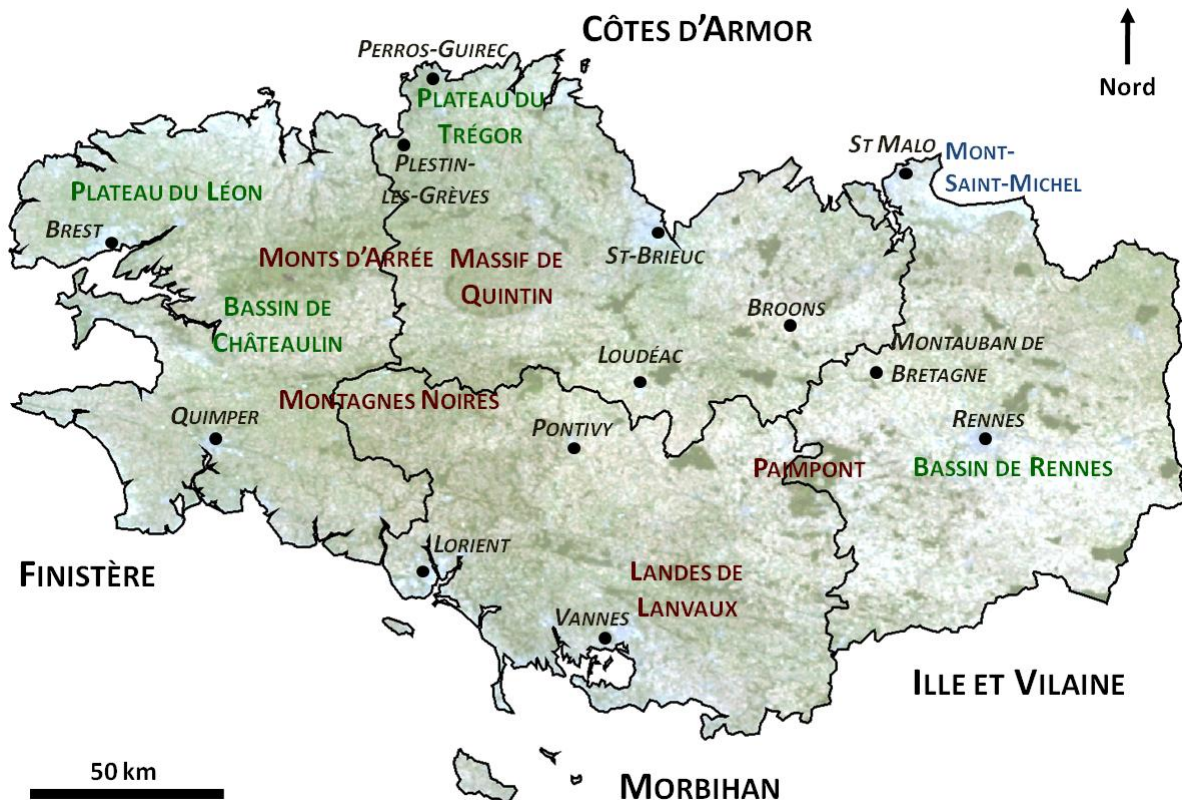 CÔTES D'ARMOR
PERROS-GUIREC
Nord
PLATEAU DU
TRÉGOR
ST MALO
MONT-
SAINT-MICHEL
PLESTIN-
LES-GRÈVES
PLATEAU DU LÉON
BREST
ST-BRIEUC
MONTS D'ARRÉE
MASSIF DE
QUINTIN
BASSIN DE
CHÂTEAULIN
BROONS
MONTAUBAN DE
BRETAGNE
LOUDÉAC
MONTAGNES NOIRES
QUIMPER
PONTIVY
RENNES
PAIMPONT
BASSIN DE RENNES
LORIENT
FINISTÈRE
LANDES DE
LANVAUX
VANNES
ILLE ET VILAINE
50 km
MORBIHAN